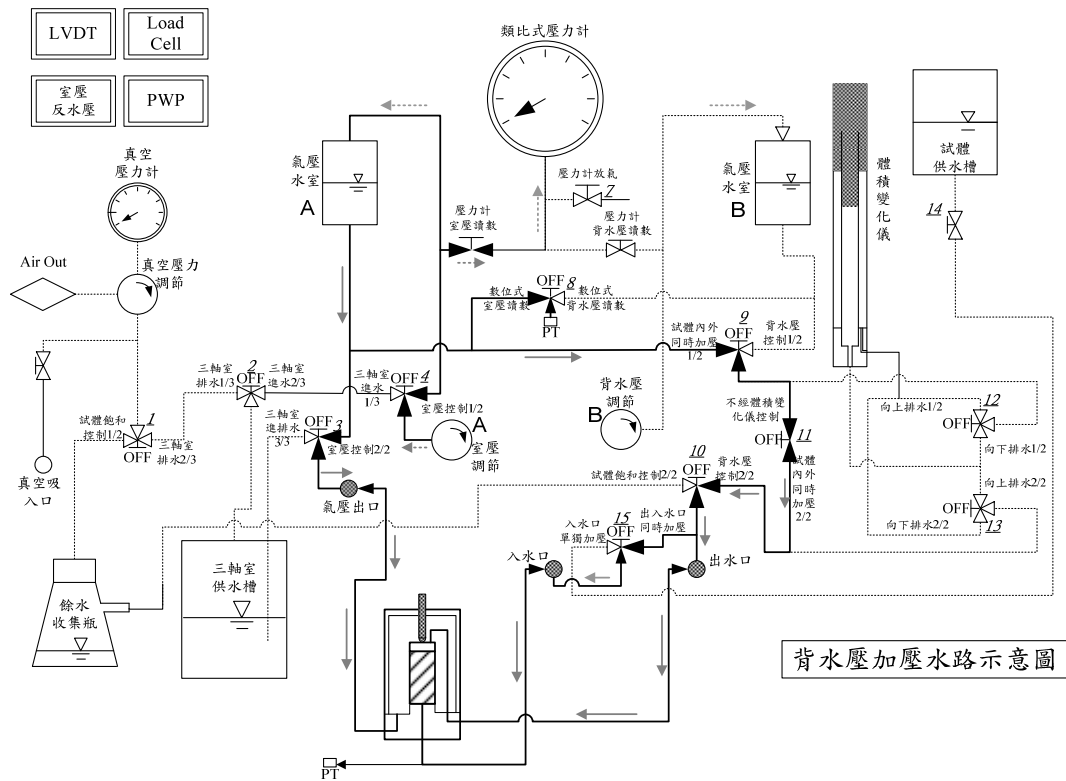 LVDT
Load
Cell
室壓
反水壓
PWP
真空
壓力計
Air Out
真空壓力
調節
真空吸
入口
類比式壓力計
氣壓
水室
A
壓力計
室壓讀數
壓力計放氣
7
壓力計
背水壓讀數
氣壓
水室
B
體積變化儀
試體
供水槽
14
OFF
8
數位式
室壓讀數
數位式
背水壓讀數
PT
9
OFF
試體內外
同時加壓
1/2
背水壓
控制1/2
三軸室
排水1/3
2
OFF
三軸室
進水2/3
三軸室
進水
1/3
4
OFF
室壓控制1/2
A
室壓
調節
試體飽和
控制1/2
1
OFF
三軸室
排水2/3
三軸室
進排水
3/3
OFF
3
室壓控制2/2
氣壓出口
背水壓
調節
B
不經體積變
化儀控制
OFF
11
試體
內外
同時
加壓
2/2
向上排水1/2
12
OFF
向下排水1/2
向上排水2/2
OFF
13
向下排水2/2
10
OFF
試體飽和控制2/2
背水壓
控制2/2
入水口
單獨加壓
15
OFF
出入水口
同時加壓
入水口
出水口
餘水
收集瓶
三軸室
供水槽
PT
背水壓加壓水路示意圖